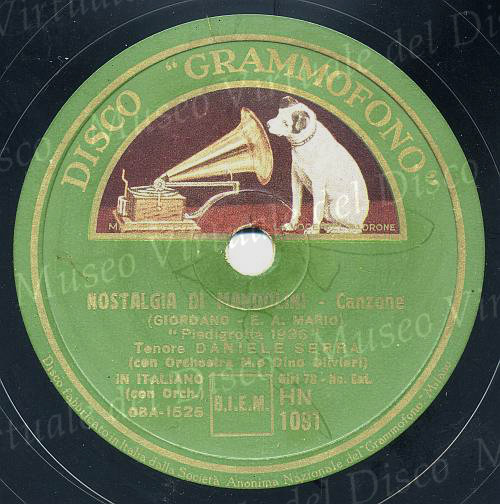 DISCO "GRAMMOFONO"
NOSTALGIA DI MANDOLINI - Canzone
(GIORDANO - E. A. MARIO)
"Piedigrotta 1936"
Tenore DANIELE SERRA
(con Orchestra M.o Dino Olivieri)
IN ITALIANO
(con Orch.)
OBA-1525
B.I.E.M.
Giri 78 - No. Cat.
HN
1091
Disco fabbricato in Italia dalla Società Anonima Nazionale del "Grammofono" - Milano
Museo Virtuale del Disco